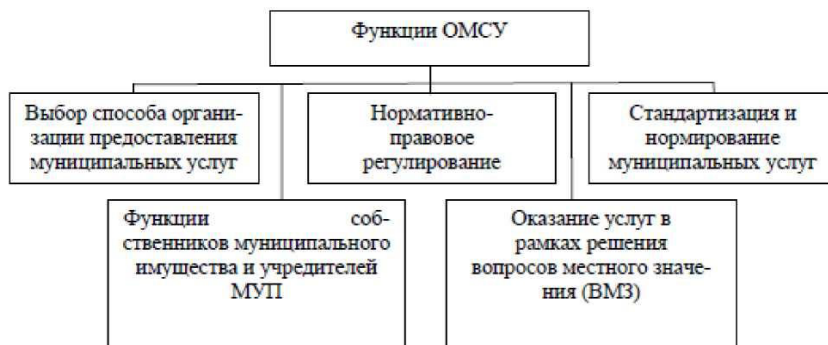 Функции ОМСУ
Выбор способа органи-
зации предоставления
муниципальных услуг
Нормативно-
правовое
регулирование
Стандартизация и
нормирование
муниципальных услуг
Функции соб-
ственников муниципального
имущества и учредителей
МУП
Оказание услуг в
рамках решения
вопросов местного значе-
ния (ВМЗ)